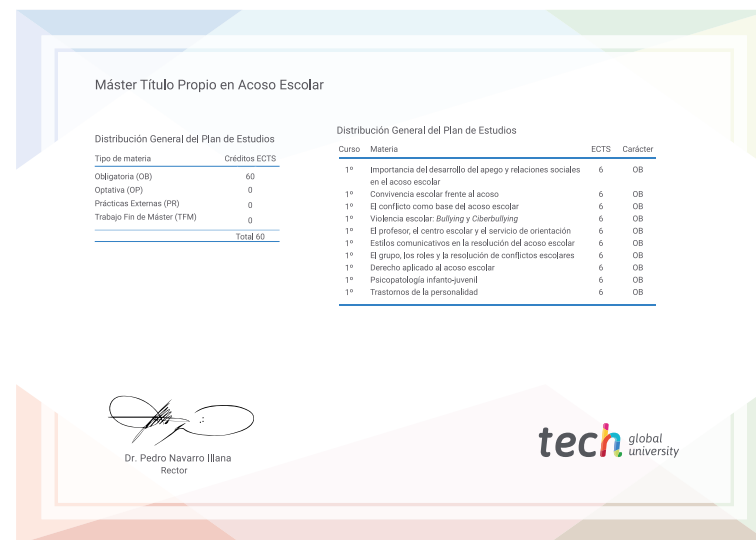 Máster Título Propio en Acoso Escolar
Distribución General del Plan de Estudios
Tipo de materia Créditos ECTS
Obligatoria (OB) 60
Optativa (OP) 0
Prácticas Externas (PR) 0
Trabajo Fin de Máster (TFM) 0
Total 60
Distribución General del Plan de Estudios
Curso Materia ECTS Carácter
1º Importancia del desarrollo del apego y relaciones sociales 6 OB
en el acoso escolar
1º Convivencia escolar frente al acoso 6 OB
1º El conflicto como base del acoso escolar 6 OB
1º Violencia escolar: Bullying y Ciberbullying 6 OB
1º El profesor, el centro escolar y el servicio de orientación 6 OB
1º Estilos comunicativos en la resolución del acoso escolar 6 OB
1º El grupo, los roles y la resolución de conflictos escolares 6 OB
1º Derecho aplicado al acoso escolar 6 OB
1º Psicopatología infanto-juvenil 6 OB
1º Trastornos de la personalidad 6 OB
Dr. Pedro Navarro Illana
Rector
tech global
university